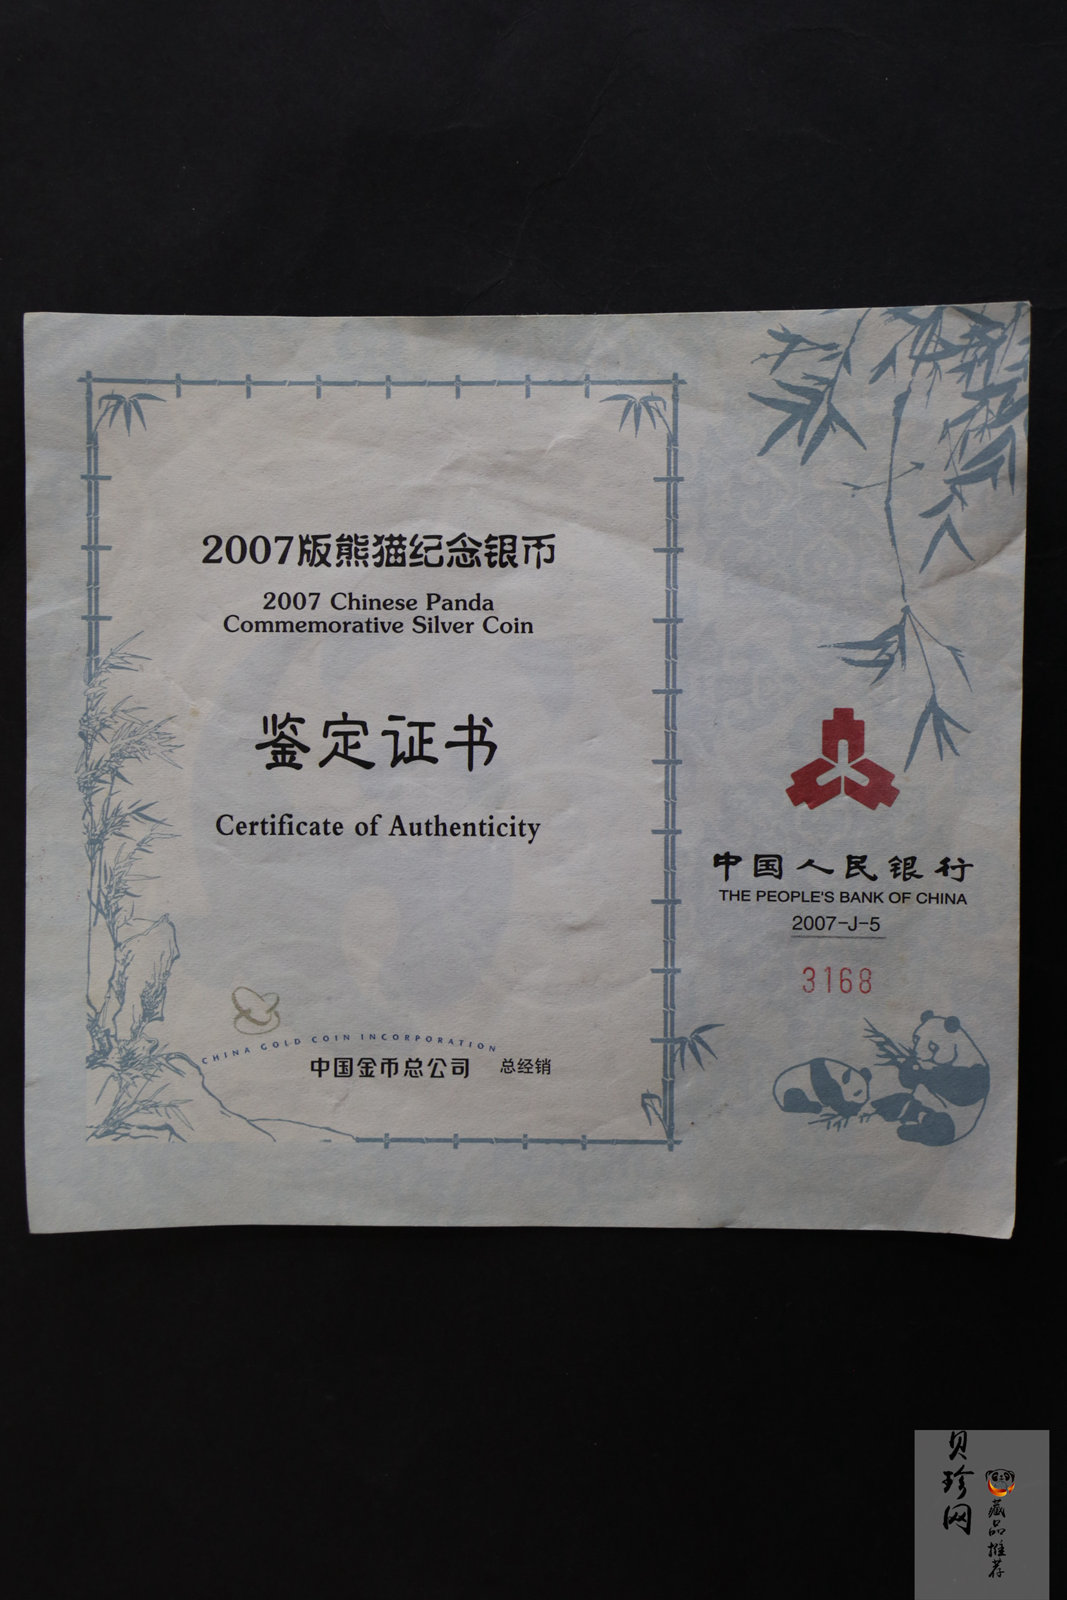 2007版熊猫纪念银币
2007 Chinese Panda
Commemorative Silver Coin
鉴定证书
Certificate of Authenticity
CHINA GOLD COIN INCORPORATION
中国金币总公司 总经销
中国人民银行
THE PEOPLE'S BANK OF CHINA
2007-J-5
3168
贝珍网
藏品推荐